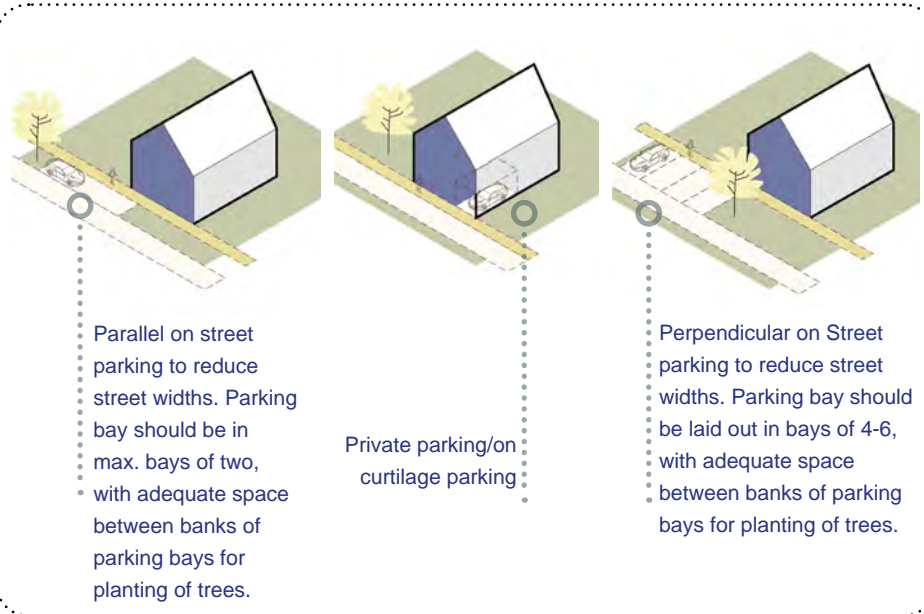 Parallel on street
parking to reduce
street widths. Parking
bay should be in
max. bays of two,
with adequate space
between banks of
parking bays for
planting of trees.
Private parking/on
curtilage parking
Perpendicular on Street
parking to reduce street
widths. Parking bay should
be laid out in bays of 4-6,
with adequate space
between banks of parking
bays for planting of trees.